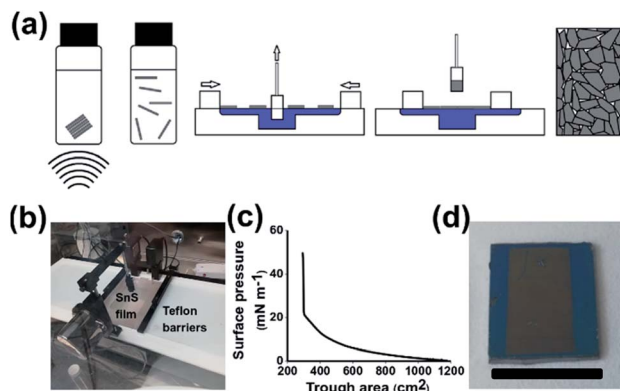 (a)
(b)
SnS
film
Teflon
barriers
(c)
Surface pressure
(mN m-1)
60
40
20
0
200 400 600 800 1000 1200
Trough area (cm2)
(d)